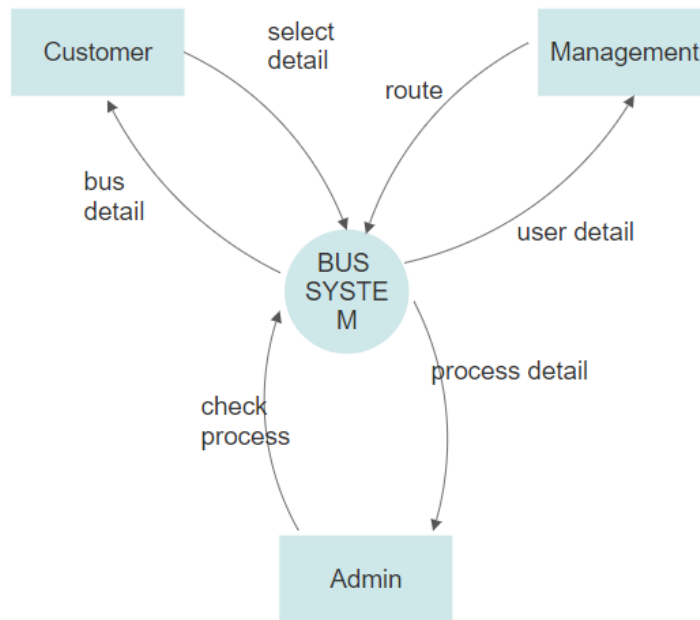 Customer
select
detail
Management
route
bus
detail
user detail
BUS
SYSTE
M
process detail
check
process
Admin